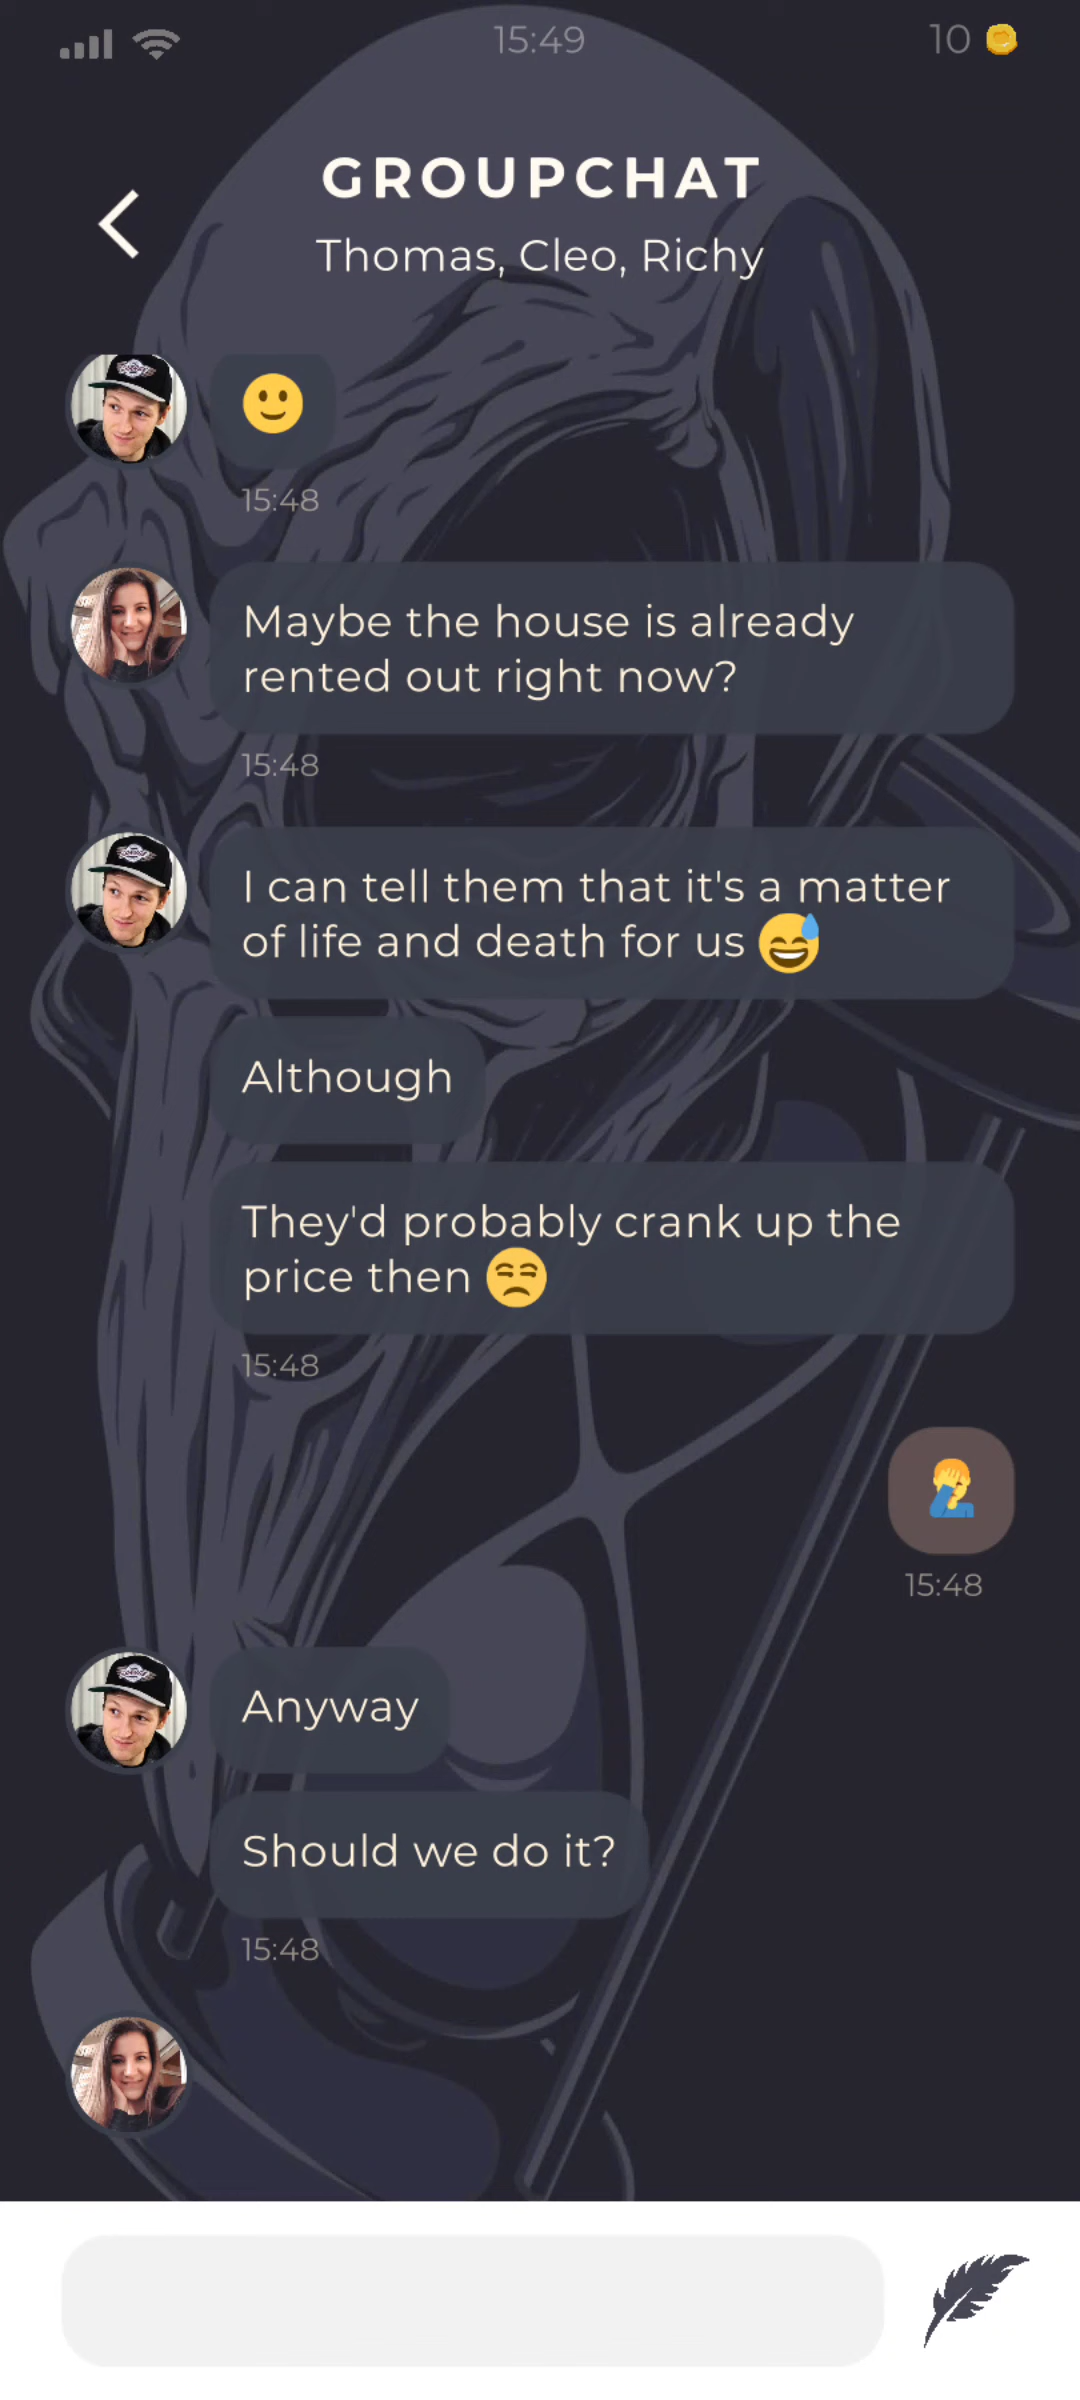 15:49
10
GROUPCHAT
Thomas, Cleo, Richy
🙂
15:48
Maybe the house is already
rented out right now?
15:48
I can tell them that it's a matter
of life and death for us 😅
Although
They'd probably crank up the
price then 😒
15:48
🤦‍♂️
15:48
Anyway
Should we do it?
15:48